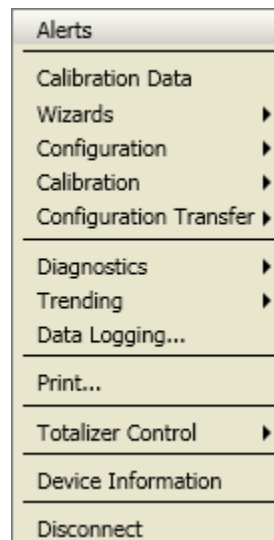 Alerts
Calibration Data
Wizards
Configuration
Calibration
Configuration Transfer
Diagnostics
Trending
Data Logging...
Print...
Totalizer Control
Device Information
Disconnect